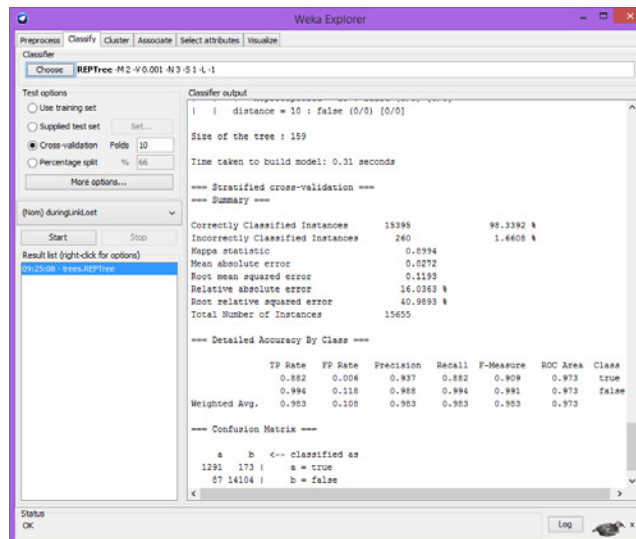 Weka Explorer
Preprocess Classify Cluster Associate Select attributes Visualize
Classifier
Choose REPTree -M 2 -V 0.001 -N 3 -S 1 -L -1
Test options
Use training set
Supplied test set Set...
Cross-validation Folds 10
Percentage split % 66
More options...
(Nom) duringLinkLost
Start Stop
Result list (right-click for options)
09:25:08 - trees.REPTree
Classifier output
| | distance = 10 : false (0/0) [0/0]
Size of the tree : 159
Time taken to build model: 0.31 seconds
=== Stratified cross-validation ===
=== Summary ===
Correctly Classified Instances 15395 98.3392 %
Incorrectly Classified Instances 260 1.6608 %
Kappa statistic 0.8994
Mean absolute error 0.0272
Root mean squared error 0.1193
Relative absolute error 16.0363 %
Root relative squared error 40.9893 %
Total Number of Instances 15655
=== Detailed Accuracy By Class ===
TP Rate FP Rate Precision Recall F-Measure ROC Area Class
0.882 0.006 0.937 0.882 0.909 0.973 true
0.994 0.118 0.988 0.994 0.991 0.973 false
Weighted Avg. 0.983 0.108 0.983 0.983 0.983 0.973
=== Confusion Matrix ===
a b <-- classified as
1291 173 | a = true
87 14104 | b = false
Status
OK
Log
x